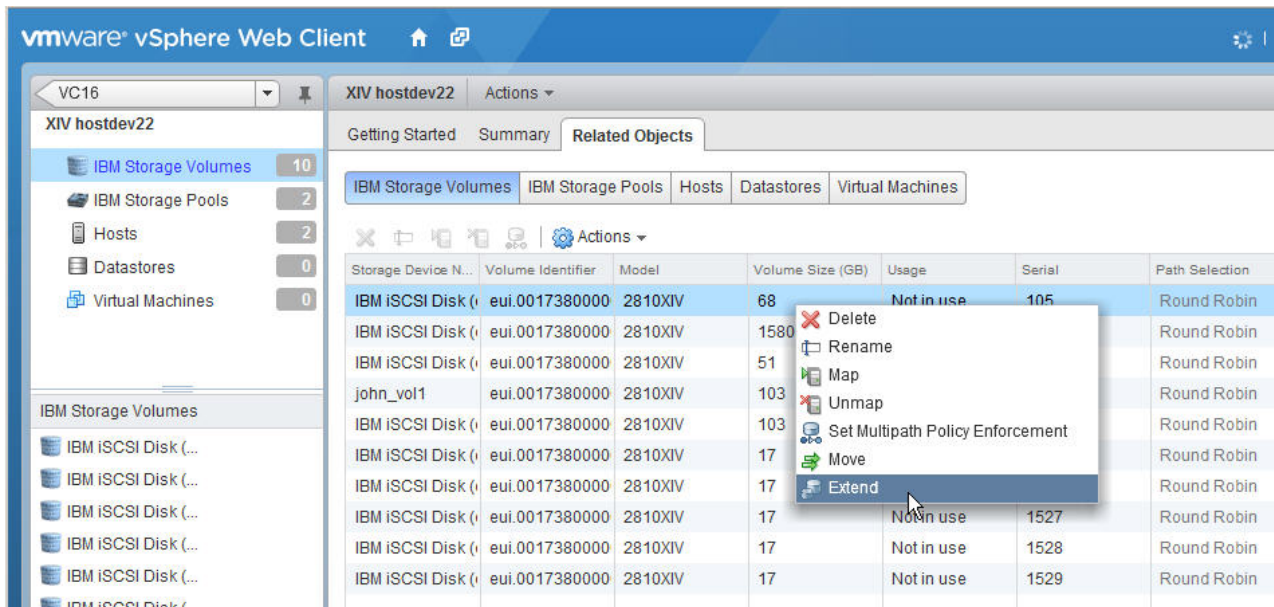 vmware® vSphere Web Client
VC16
XIV hostdev22
IBM Storage Volumes 10
IBM Storage Pools 2
Hosts 2
Datastores 0
Virtual Machines 0
IBM Storage Volumes
IBM iSCSI Disk (...
IBM iSCSI Disk (...
IBM iSCSI Disk (...
IBM iSCSI Disk (...
IBM iSCSI Disk (...
IBM iSCSI Disk (
XIV hostdev22 Actions
Getting Started Summary Related Objects
IBM Storage Volumes IBM Storage Pools Hosts Datastores Virtual Machines
Actions
Storage Device N... Volume Identifier Model Volume Size (GB) Usage Serial Path Selection
IBM iSCSI Disk ( eui.0017380000 2810XIV 68 Not in use 105 Round Robin
IBM iSCSI Disk ( eui.0017380000 2810XIV 1580 Round Robin
IBM iSCSI Disk ( eui.0017380000 2810XIV 51 Round Robin
john_vol1 eui.0017380000 2810XIV 103 Round Robin
IBM iSCSI Disk ( eui.0017380000 2810XIV 103 Round Robin
IBM iSCSI Disk ( eui.0017380000 2810XIV 17 Round Robin
IBM iSCSI Disk ( eui.0017380000 2810XIV 17 Round Robin
IBM iSCSI Disk ( eui.0017380000 2810XIV 17 Not in use 1527 Round Robin
IBM iSCSI Disk ( eui.0017380000 2810XIV 17 Not in use 1528 Round Robin
IBM iSCSI Disk ( eui.0017380000 2810XIV 17 Not in use 1529 Round Robin
Delete
Rename
Map
Unmap
Set Multipath Policy Enforcement
Move
Extend